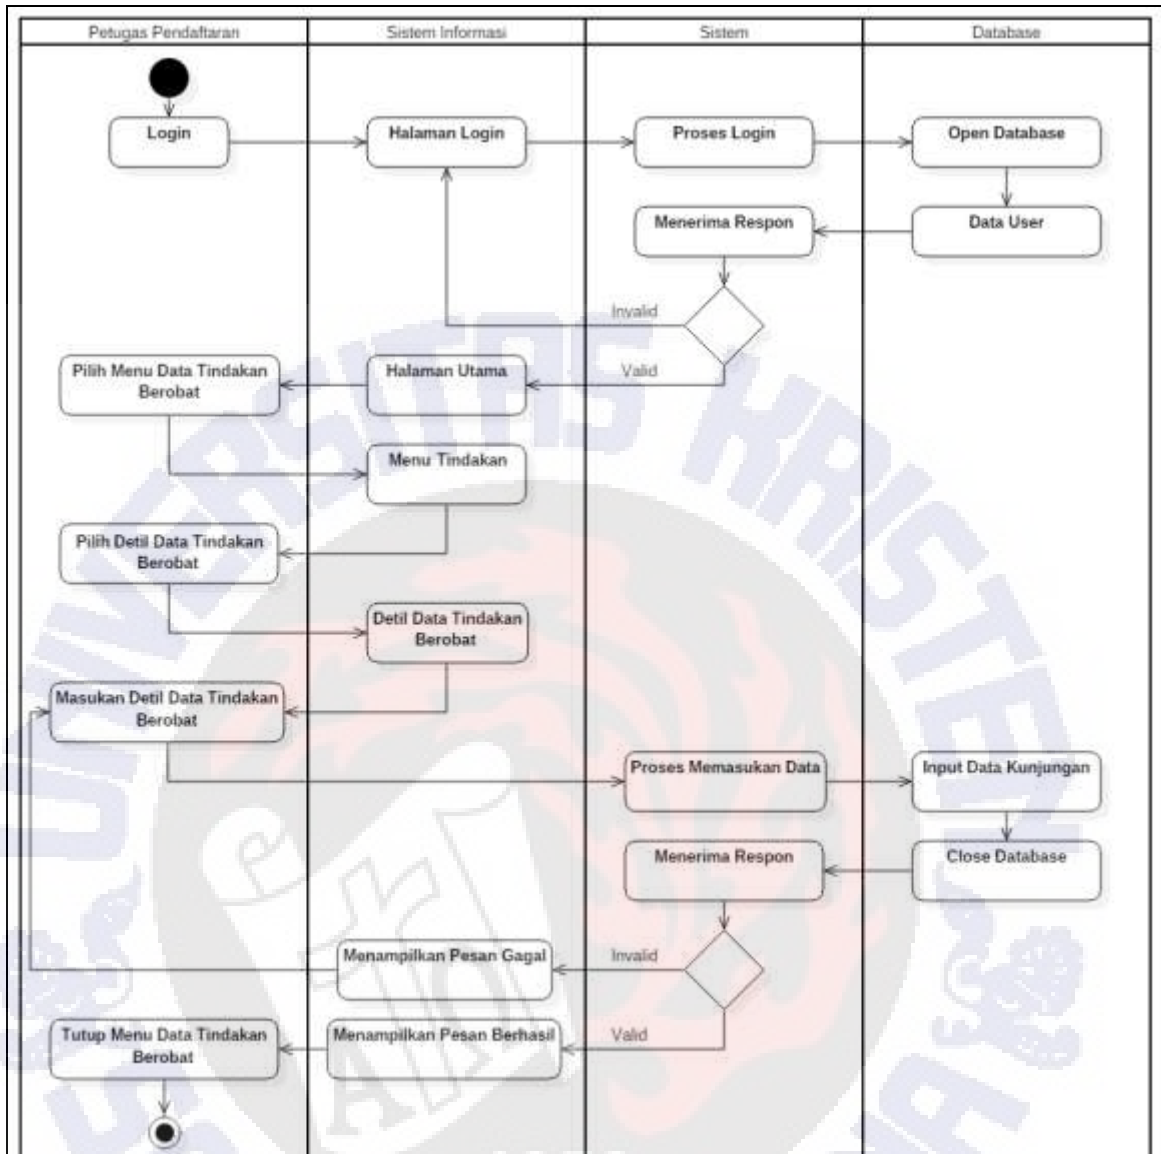 Petugas Pendaftaran
Sistem Informasi
Sistem
Database
Login
Halaman Login
Proses Login
Open Database
Menerima Respon
Data User
Invalid
Pilih Menu Data Tindakan
Berobat
Halaman Utama
Valid
Menu Tindakan
Pilih Detil Data Tindakan
Berobat
Detil Data Tindakan
Berobat
Masukan Detil Data Tindakan
Berobat
Proses Memasukan Data
Input Data Kunjungan
Menerima Respon
Close Database
Menampilkan Pesan Gagal
Invalid
Tutup Menu Data Tindakan
Berobat
Menampilkan Pesan Berhasil
Valid
UNIVERSITAS KRISTEN